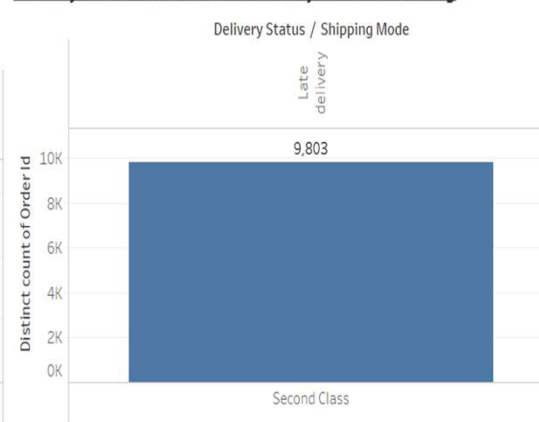 Delivery Status / Shipping Mode
Late
delivery
9,803
Distinct count of Order Id
10K
8K
6K
4K
2K
0K
Second Class